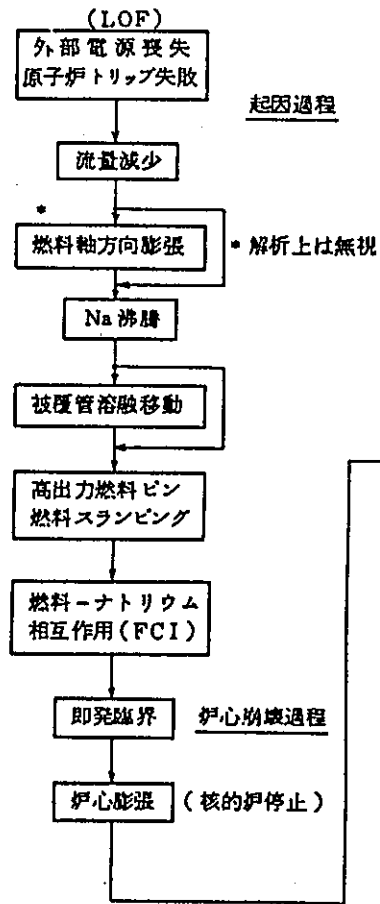 (LOF)
外部電源喪失
原子炉トリップ失敗
起因過程
流量減少
*
燃料軸方向膨張
* 解析上は無視
Na 沸騰
被覆管溶融移動
高出力燃料ピン
燃料スランピング
燃料－ナトリウム
相互作用(FCI)
即発臨界
炉心崩壊過程
炉心膨張
(核的炉停止)